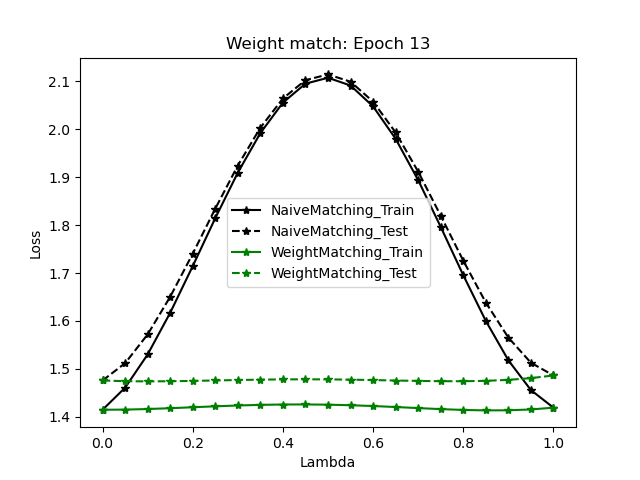 Weight match: Epoch 13
2.1
2.0
1.9
1.8
1.7
1.6
1.5
1.4
Loss
NaiveMatching_Train
NaiveMatching_Test
WeightMatching_Train
WeightMatching_Test
0.0 0.2 0.4 0.6 0.8 1.0
Lambda